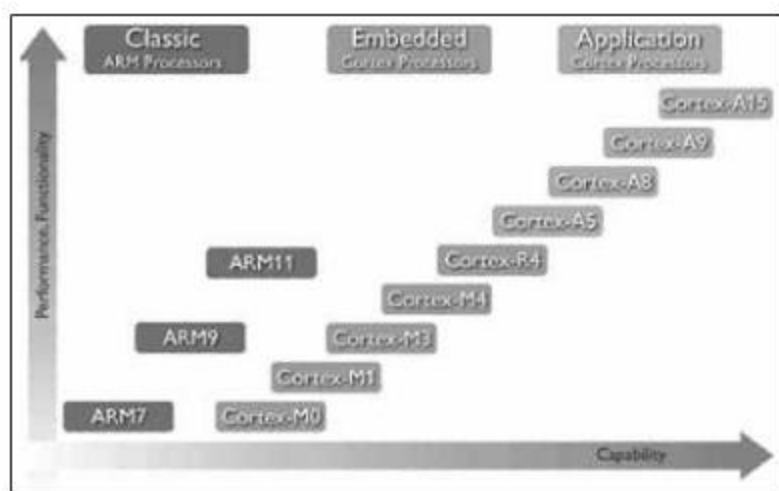 Classic
ARM Processors
Embedded
Cortex Processors
Application
Cortex Processors
Cortex-A15
Cortex-A9
Cortex-A8
Cortex-A5
ARM11
Cortex-R4
Cortex-M4
ARM9
Cortex-M3
Cortex-M1
ARM7
Cortex-M0
Performance, Functionality
Capability